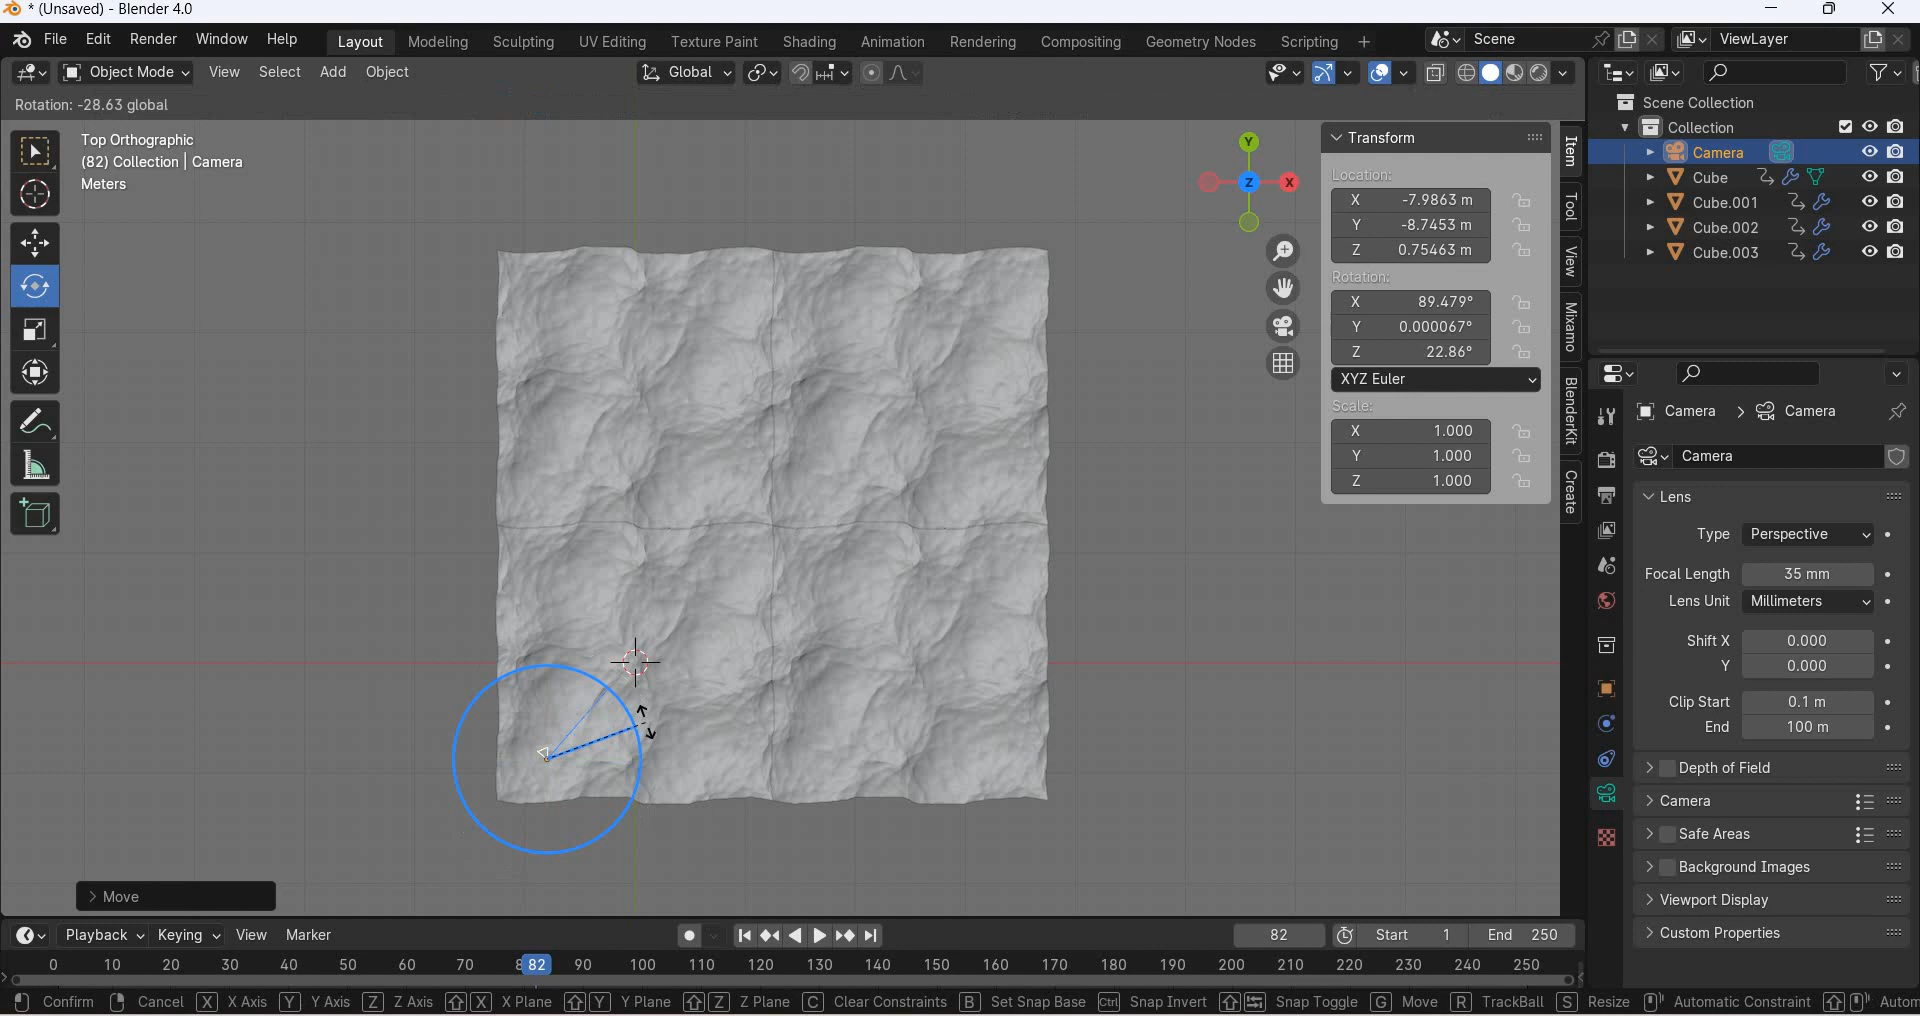 * (Unsaved) - Blender 4.0
File Edit Render Window Help Layout Modeling Sculpting UV Editing Texture Paint Shading Animation Rendering Compositing Geometry Nodes Scripting + Scene ViewLayer
Object Mode View Select Add Object Global
Rotation: -28.63 global
Top Orthographic
(82) Collection | Camera
Meters
Y
Z
X
Transform
Location:
X -7.9863 m
Y -8.7453 m
Z 0.75463 m
Rotation:
X 89.479°
Y 0.000067°
Z 22.86°
XYZ Euler
Scale:
X 1.000
Y 1.000
Z 1.000
Item
Tool
View
Mixamo
BlenderKit
Create
Scene Collection
Collection
Camera
Cube
Cube.001
Cube.002
Cube.003
Camera > Camera
Camera
Lens
Type Perspective
Focal Length 35 mm
Lens Unit Millimeters
Shift X 0.000
Y 0.000
Clip Start 0.1 m
End 100 m
Depth of Field
Camera
Safe Areas
Background Images
Viewport Display
Custom Properties
> Move
Playback Keying View Marker 82 Start 1 End 250
0 10 20 30 40 50 60 70 82 90 100 110 120 130 140 150 160 170 180 190 200 210 220 230 240 250
Confirm Cancel X X Axis Y Y Axis Z Z Axis X X Plane Y Y Plane Z Z Plane C Clear Constraints B Set Snap Base Ctrl Snap Invert Snap Toggle G Move R TrackBall S Resize Automatic Constraint Autom